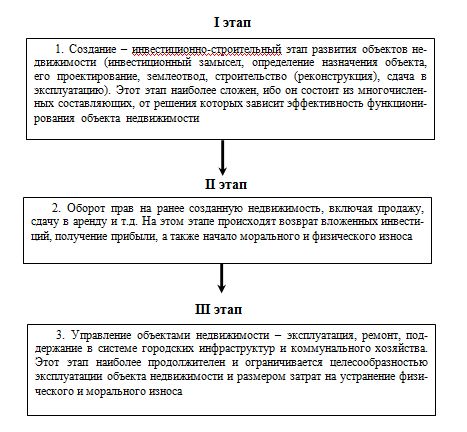 I этап
1. Создание – инвестиционно-строительный этап развития объектов не-
движимости (инвестиционный замысел, определение назначения объекта,
его проектирование, землеотвод, строительство (реконструкция), сдача в
эксплуатацию). Этот этап наиболее сложен, ибо он состоит из многочислен-
ных составляющих, от решения которых зависит эффективность функциони-
рования объекта недвижимости
II этап
2. Оборот прав на ранее созданную недвижимость, включая продажу,
сдачу в аренду и т.д. На этом этапе происходят возврат вложенных инвести-
ций, получение прибыли, а также начало морального и физического износа
III этап
3. Управление объектами недвижимости – эксплуатация, ремонт, под-
держание в системе городских инфраструктур и коммунального хозяйства.
Этот этап наиболее продолжителен и ограничивается целесообразностью
эксплуатации объекта недвижимости и размером затрат на устранение физи-
ческого и морального износа